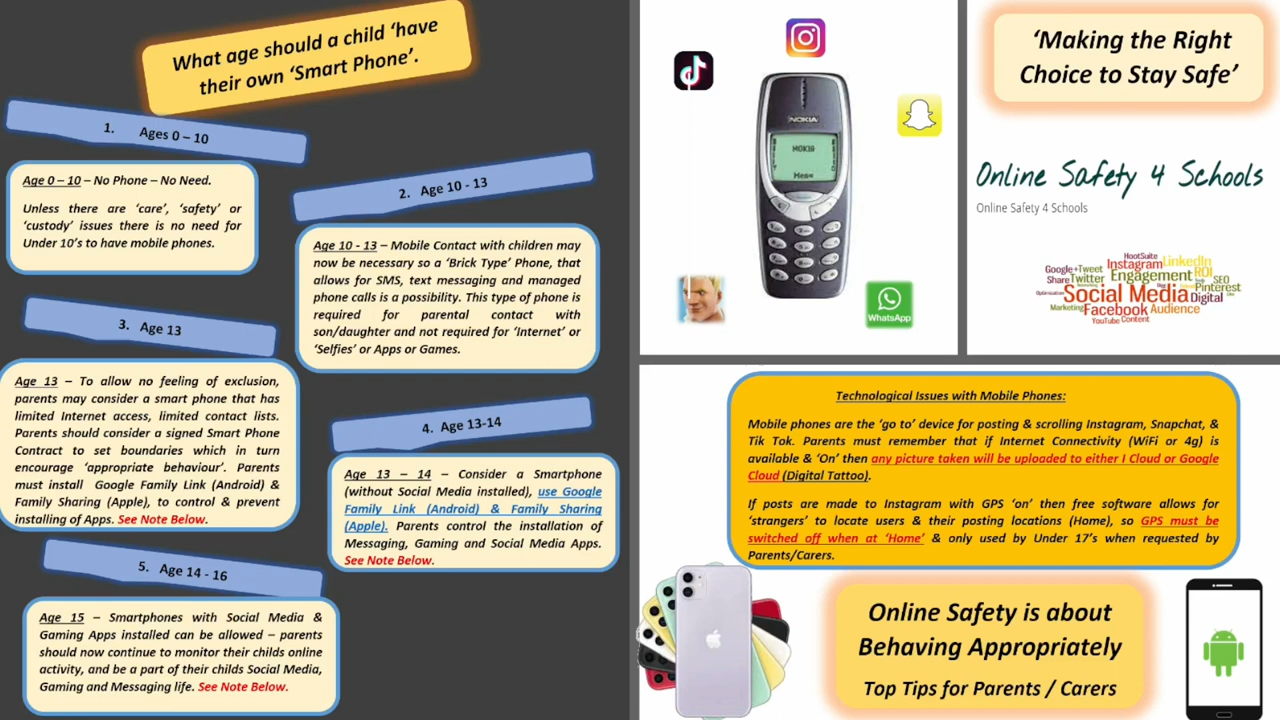 What age should a child ‘have
their own ‘Smart Phone’.
1. Ages 0 – 10
Age 0 – 10 – No Phone – No Need.
Unless there are ‘care’, ‘safety’ or
‘custody’ issues there is no need for
Under 10’s to have mobile phones.
2. Age 10 - 13
Age 10 - 13 – Mobile Contact with children may
now be necessary so a ‘Brick Type’ Phone, that
allows for SMS, text messaging and managed
phone calls is a possibility. This type of phone is
required for parental contact with
son/daughter and not required for ‘Internet’ or
‘Selfies’ or Apps or Games.
3. Age 13
Age 13 – To allow no feeling of exclusion,
parents may consider a smart phone that has
limited Internet access, limited contact lists.
Parents should consider a signed Smart Phone
Contract to set boundaries which in turn
encourage ‘appropriate behaviour’. Parents
must install Google Family Link (Android) &
Family Sharing (Apple), to control & prevent
installing of Apps. See Note Below.
4. Age 13-14
Age 13 – 14 – Consider a Smartphone
(without Social Media installed), use Google
Family Link (Android) & Family Sharing
(Apple). Parents control the installation of
Messaging, Gaming and Social Media Apps.
See Note Below.
5. Age 14 - 16
Age 15 – Smartphones with Social Media &
Gaming Apps installed can be allowed – parents
should now continue to monitor their childs online
activity, and be a part of their childs Social Media,
Gaming and Messaging life. See Note Below.
NOKIA
NOKIA
Menu
WhatsApp
‘Making the Right
Choice to Stay Safe’
Online Safety 4 Schools
Online Safety 4 Schools
HootSuite
Google+ Tweet Instagram LinkedIn
Share Twitter Engagement ROI SEO
Social Media Digital Pinterest
Marketing Facebook Audience
YouTube Content
Technological Issues with Mobile Phones:
Mobile phones are the ‘go to’ device for posting & scrolling Instagram, Snapchat, &
Tik Tok. Parents must remember that if Internet Connectivity (WiFi or 4g) is
available & ‘On’ then any picture taken will be uploaded to either I Cloud or Google
Cloud (Digital Tattoo).
If posts are made to Instagram with GPS ‘on’ then free software allows for
‘strangers’ to locate users & their posting locations (Home), so GPS must be
switched off when at ‘Home’ & only used by Under 17’s when requested by
Parents/Carers.
Online Safety is about
Behaving Appropriately
Top Tips for Parents / Carers